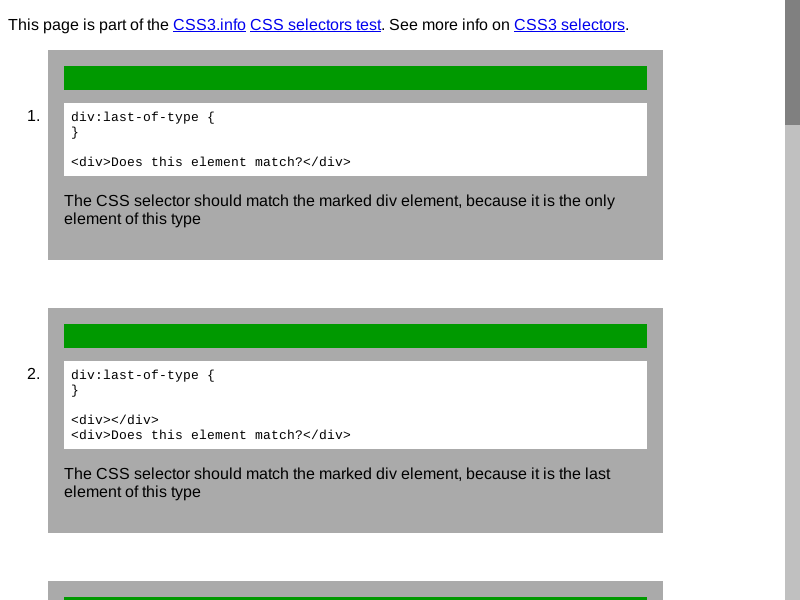 This page is part of the CSS3.info CSS selectors test. See more info on CSS3 selectors.
1.
div:last-of-type {
}
<div>Does this element match?</div>
The CSS selector should match the marked div element, because it is the only
element of this type
2.
div:last-of-type {
}
<div></div>
<div>Does this element match?</div>
The CSS selector should match the marked div element, because it is the last
element of this type